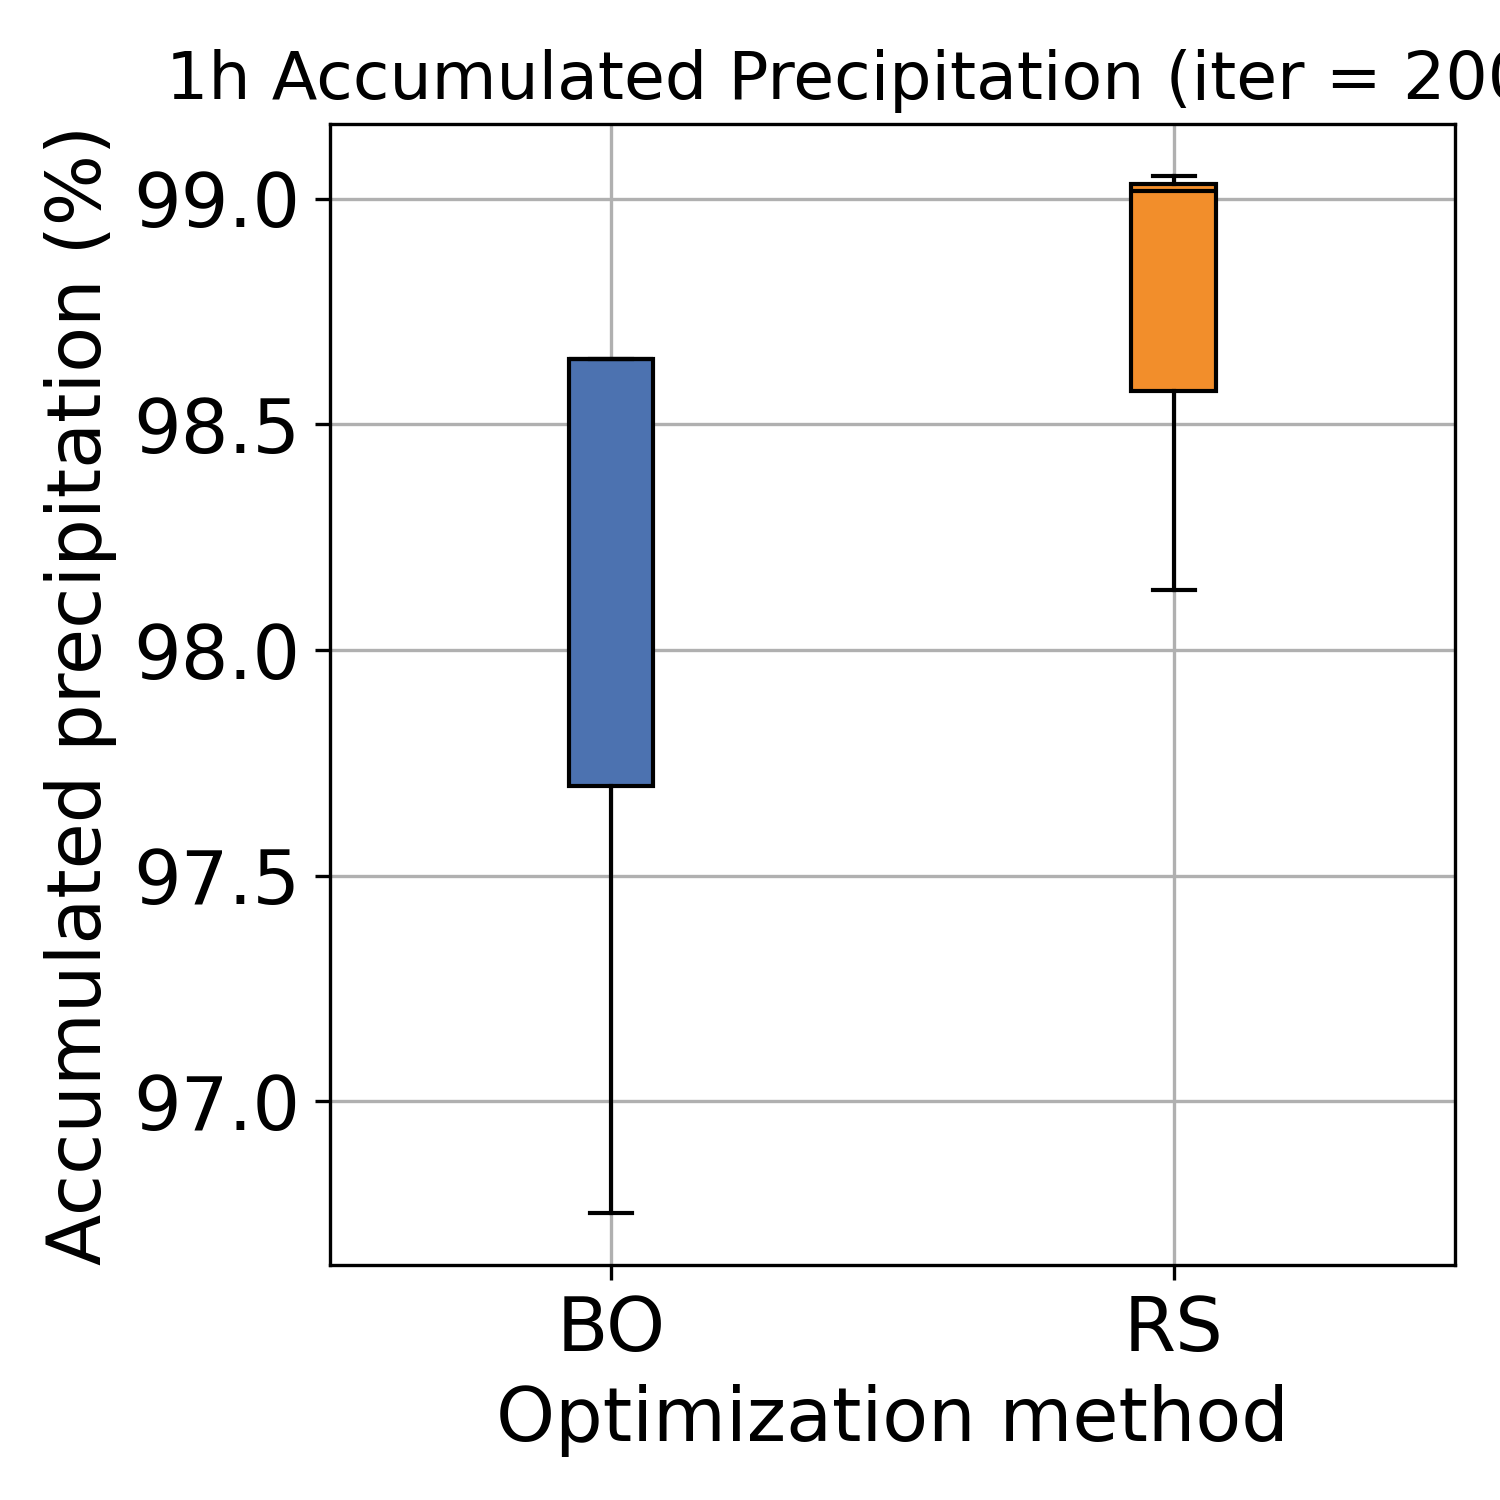 1h Accumulated Precipitation (iter = 200
Accumulated precipitation (%)
99.0
98.5
98.0
97.5
97.0
BO RS
Optimization method